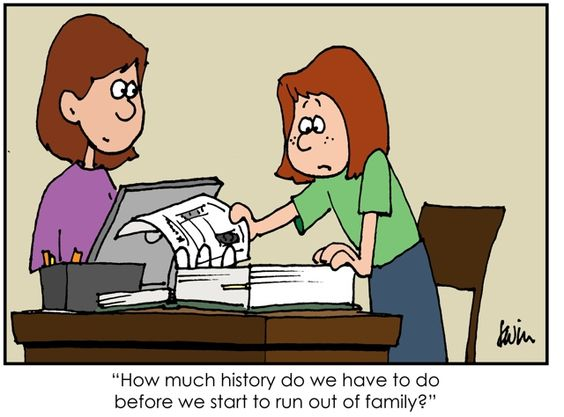 “How much history do we have to do
before we start to run out of family?”